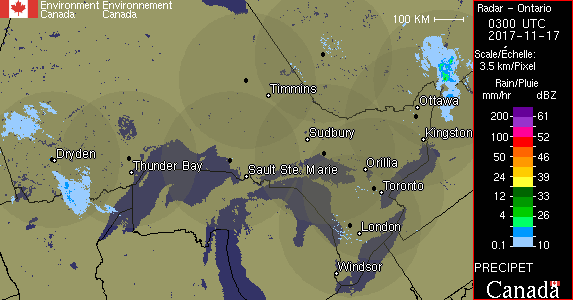 Environment Environnement
Canada Canada
100 KM
Timmins
Ottawa
Sudbury
Kingston
Dryden
Thunder Bay
Sault Ste. Marie
Orillia
Toronto
London
Windsor
Radar - Ontario
0300 UTC
2017-11-17
Scale/Échelle:
3.5 km/Pixel
Rain/Pluie
mm/hr dBZ
200 61
100 52
50 46
24 39
12 33
4 26
0.1 10
PRECIPET
Canada